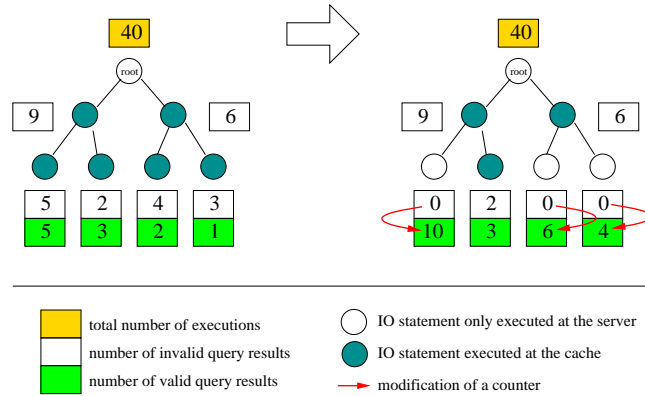 40 40
root root
9 6 9 6
5 2 4 3 0 2 0 0
5 3 2 1 10 3 6 4
total number of executions
number of invalid query results
number of valid query results
IO statement only executed at the server
IO statement executed at the cache
modification of a counter